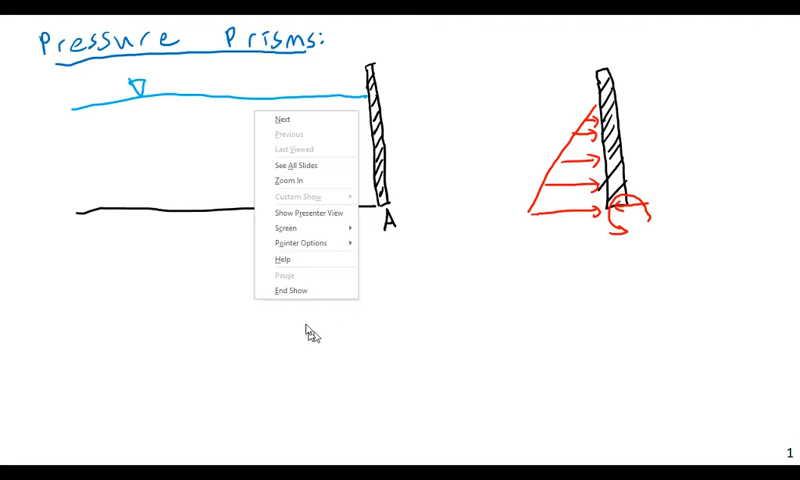 Pressure Prisms:
Next
Previous
Last Viewed
See All Slides
Zoom In
Custom Show
Show Presenter View
Screen
Pointer Options
Help
Pause
End Show
A
1